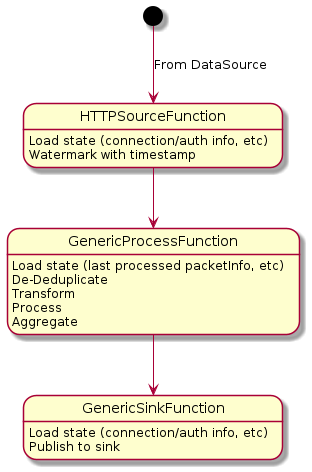 From DataSource
HTTPSourceFunction
Load state (connection/auth info, etc)
Watermark with timestamp
GenericProcessFunction
Load state (last processed packetInfo, etc)
De-Deduplicate
Transform
Process
Aggregate
GenericSinkFunction
Load state (connection/auth info, etc)
Publish to sink